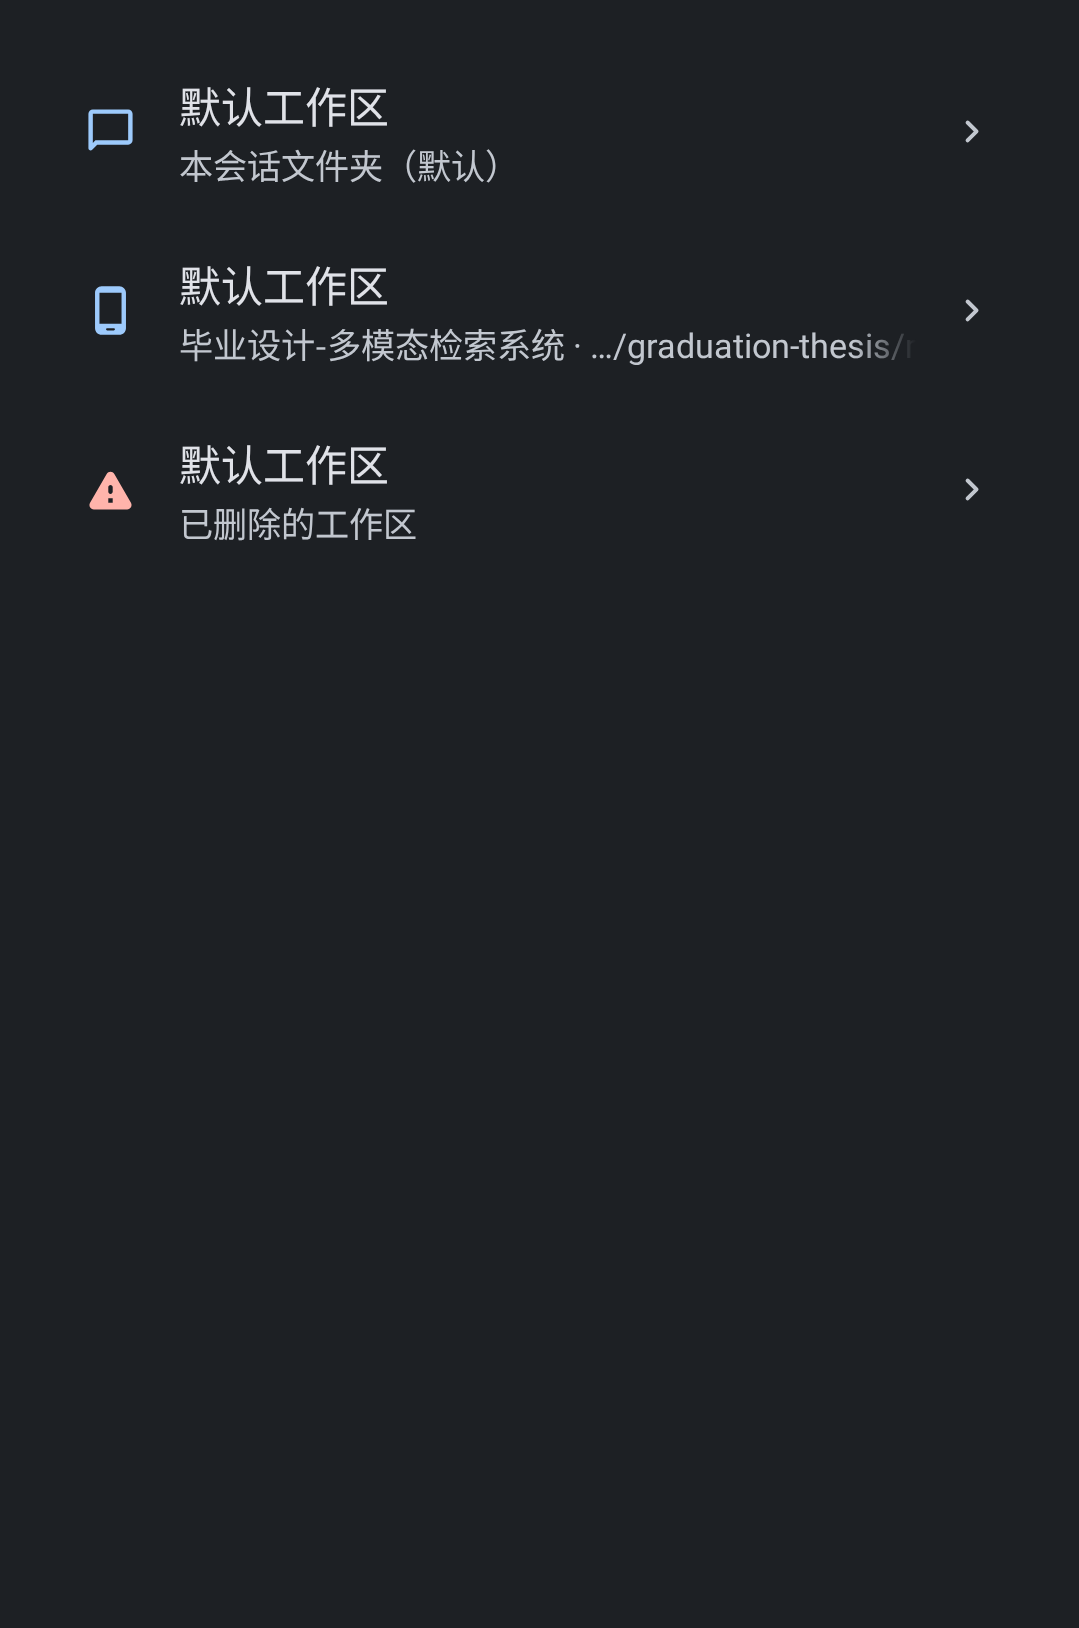 默认工作区
本会话文件夹（默认）
默认工作区
毕业设计-多模态检索系统 · .../graduation-thesis/
默认工作区
已删除的工作区